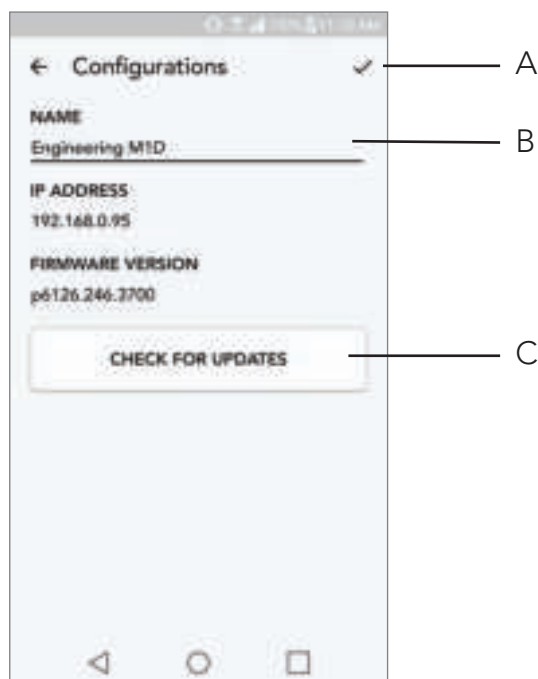 ← Configurations ✓ A
NAME
Engineering M1D B
IP ADDRESS
192.168.0.95
FIRMWARE VERSION
p6126.246.3700
CHECK FOR UPDATES C